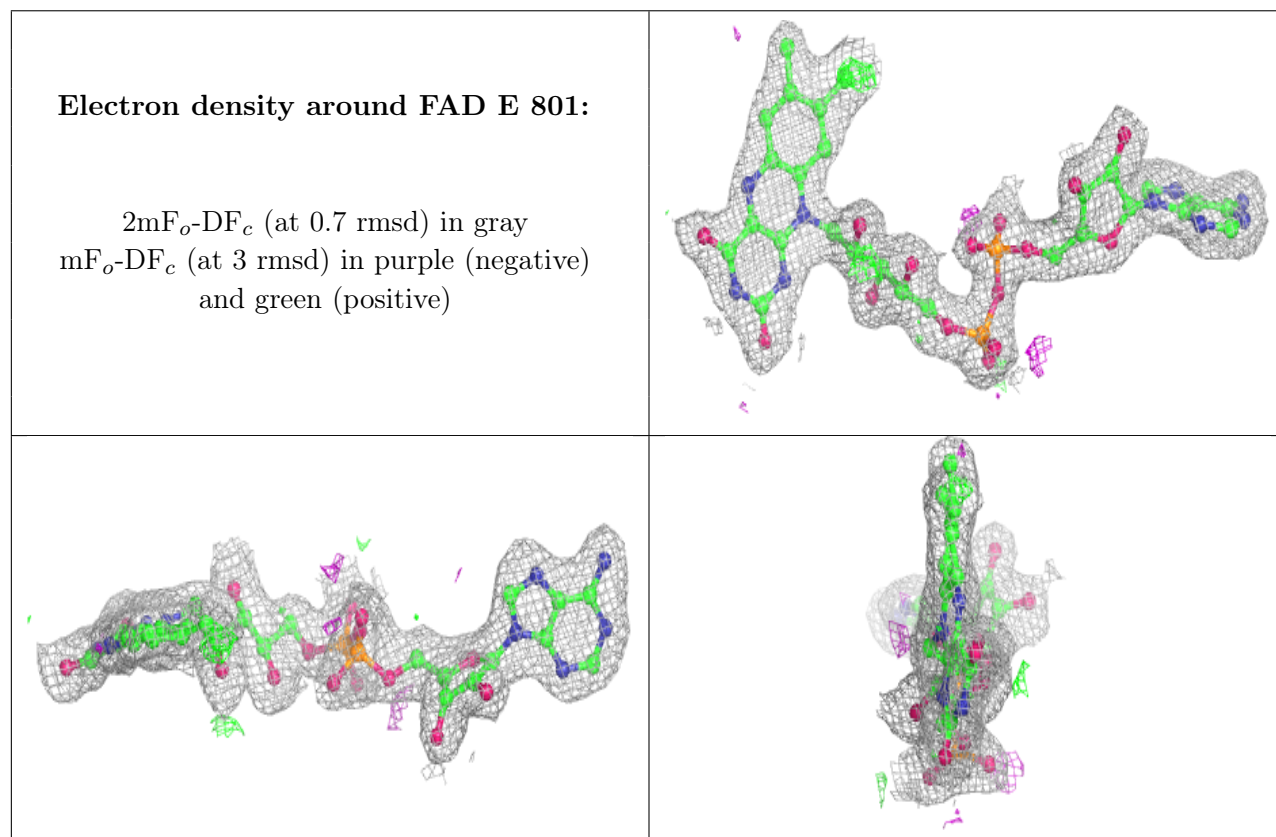 Electron density around FAD E 801:
2mFo-DFc (at 0.7 rmsd) in gray
mFo-DFc (at 3 rmsd) in purple (negative)
and green (positive)